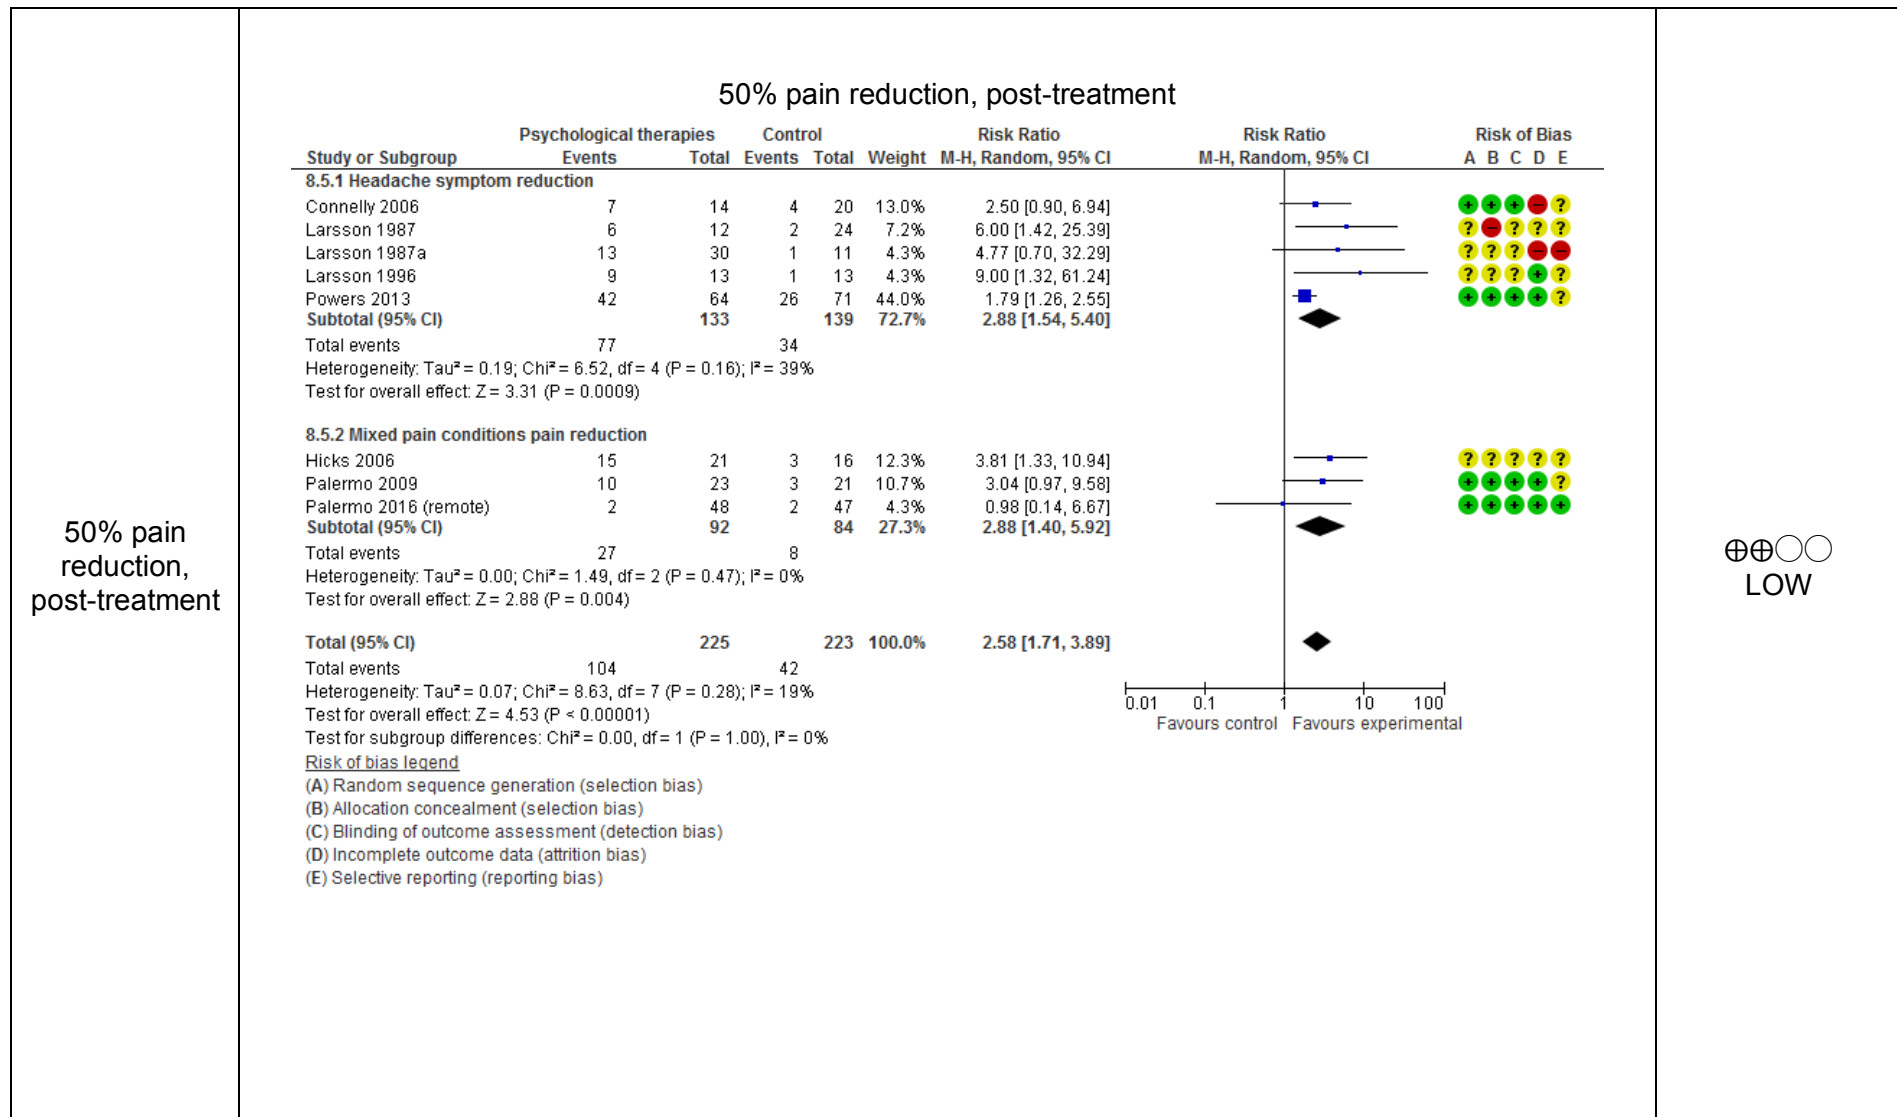 50% pain reduction, post-treatment
Psychological therapies Control Risk Ratio Risk Ratio Risk of Bias
Study or Subgroup Events Total Events Total Weight M-H, Random, 95% CI M-H, Random, 95% CI A B C D E
8.5.1 Headache symptom reduction
Connelly 2006 7 14 4 20 13.0% 2.50 [0.90, 6.94] + + + − ?
Larsson 1987 6 12 2 24 7.2% 6.00 [1.42, 25.39] ? − ? ? ?
Larsson 1987a 13 30 1 11 4.3% 4.77 [0.70, 32.29] ? ? ? − −
Larsson 1996 9 13 1 13 4.3% 9.00 [1.32, 61.24] ? ? ? + ?
Powers 2013 42 64 26 71 44.0% 1.79 [1.26, 2.55] + + + + ?
Subtotal (95% CI) 133 139 72.7% 2.88 [1.54, 5.40]
Total events 77 34
Heterogeneity: Tau² = 0.19; Chi² = 6.52, df = 4 (P = 0.16); I² = 39%
Test for overall effect: Z = 3.31 (P = 0.0009)
8.5.2 Mixed pain conditions pain reduction
Hicks 2006 15 21 3 16 12.3% 3.81 [1.33, 10.94] ? ? ? ? ?
Palermo 2009 10 23 3 21 10.7% 3.04 [0.97, 9.58] + + + + ?
Palermo 2016 (remote) 2 48 2 47 4.3% 0.98 [0.14, 6.67] + + + + +
Subtotal (95% CI) 92 84 27.3% 2.88 [1.40, 5.92]
Total events 27 8
Heterogeneity: Tau² = 0.00; Chi² = 1.49, df = 2 (P = 0.47); I² = 0%
Test for overall effect: Z = 2.88 (P = 0.004)
Total (95% CI) 225 223 100.0% 2.58 [1.71, 3.89]
Total events 104 42
Heterogeneity: Tau² = 0.07; Chi² = 8.63, df = 7 (P = 0.28); I² = 19%
Test for overall effect: Z = 4.53 (P < 0.00001)
Test for subgroup differences: Chi² = 0.00, df = 1 (P = 1.00), I² = 0%
0.01 0.1 1 10 100
Favours control Favours experimental
Risk of bias legend
(A) Random sequence generation (selection bias)
(B) Allocation concealment (selection bias)
(C) Blinding of outcome assessment (detection bias)
(D) Incomplete outcome data (attrition bias)
(E) Selective reporting (reporting bias)
50% pain
reduction,
post-treatment
⊕⊕◯◯
LOW